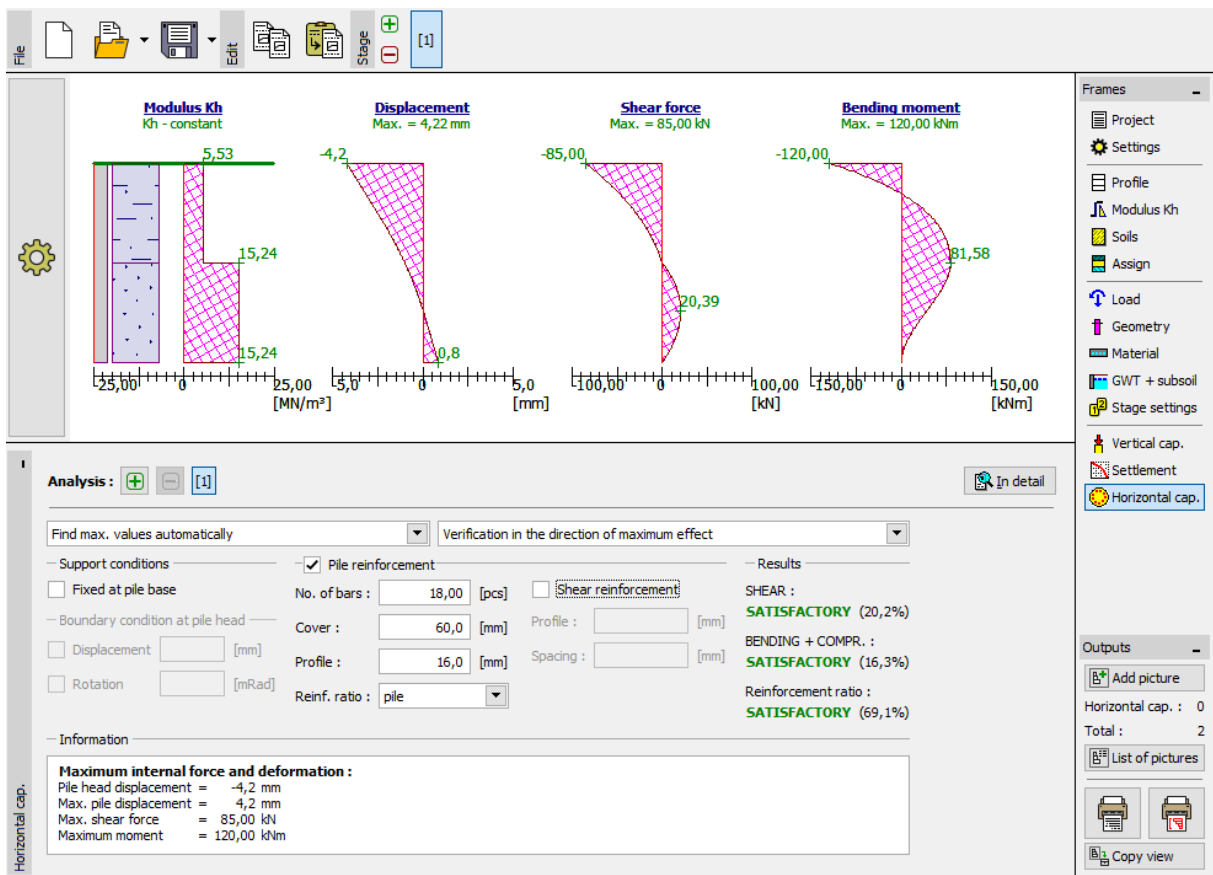 File
Edit
Stage
[1]
Modulus Kh
Kh - constant
5,53
15,24
15,24
25,00 0 25,00
[MN/m³]
Displacement
Max. = 4,22 mm
-4,2
0,8
-5,0 0 5,0
[mm]
Shear force
Max. = 85,00 kN
-85,00
20,39
-100,00 0 100,00
[kN]
Bending moment
Max. = 120,00 kNm
-120,00
81,58
-150,00 0 150,00
[kNm]
Frames
Project
Settings
Profile
Modulus Kh
Soils
Assign
Load
Geometry
Material
GWT + subsoil
Stage settings
Vertical cap.
Settlement
Horizontal cap.
Horizontal cap.
Analysis : [1]
In detail
Find max. values automatically
Verification in the direction of maximum effect
Support conditions
Fixed at pile base
Boundary condition at pile head
Displacement [mm]
Rotation [mRad]
Pile reinforcement
No. of bars : 18,00 [pcs]
Cover : 60,0 [mm]
Profile : 16,0 [mm]
Reinf. ratio : pile
Shear reinforcement
Profile : [mm]
Spacing : [mm]
Results
SHEAR :
SATISFACTORY (20,2%)
BENDING + COMPR. :
SATISFACTORY (16,3%)
Reinforcement ratio :
SATISFACTORY (69,1%)
Information
Maximum internal force and deformation :
Pile head displacement = -4,2 mm
Max. pile displacement = 4,2 mm
Max. shear force = 85,00 kN
Maximum moment = 120,00 kNm
Outputs
Add picture
Horizontal cap. : 0
Total : 2
List of pictures
Copy view